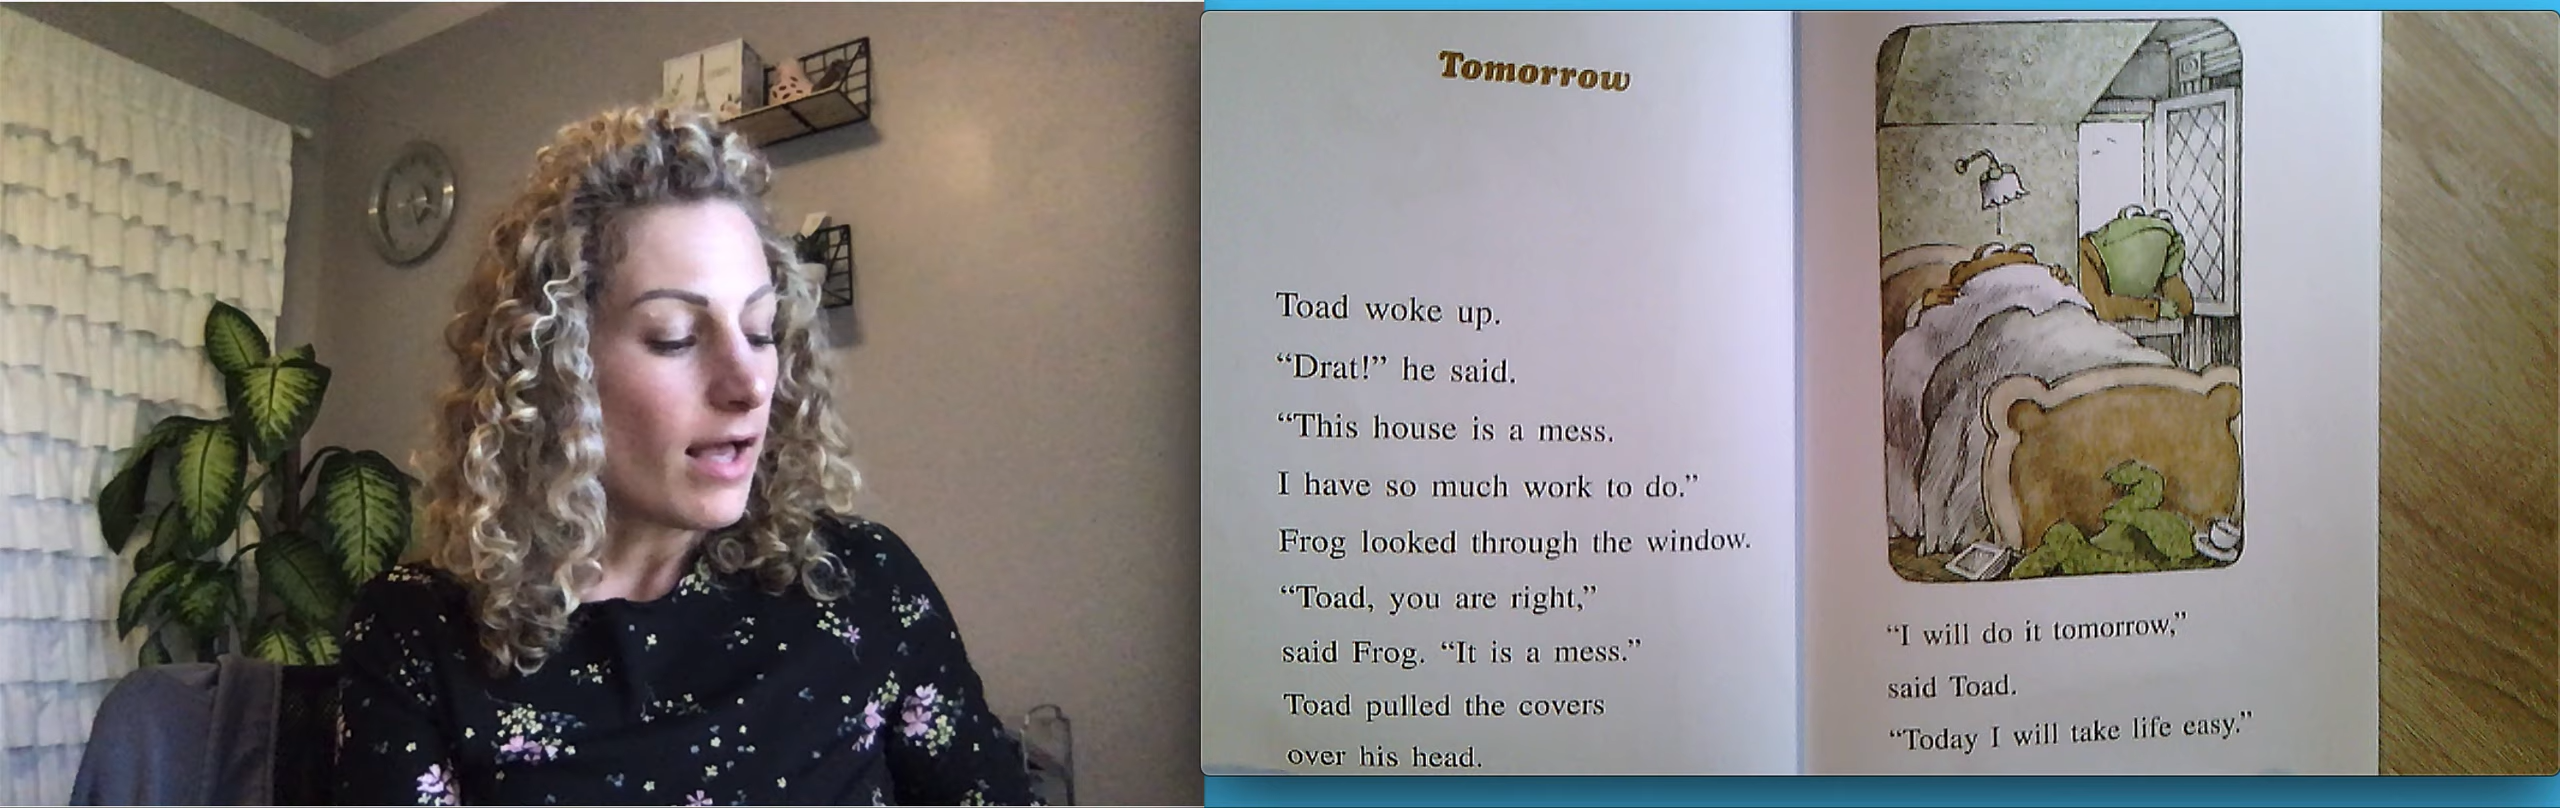 Tomorrow
Toad woke up.
“Drat!” he said.
“This house is a mess.
I have so much work to do.”
Frog looked through the window.
“Toad, you are right,”
said Frog. “It is a mess.”
Toad pulled the covers
over his head.
“I will do it tomorrow,”
said Toad.
“Today I will take life easy.”